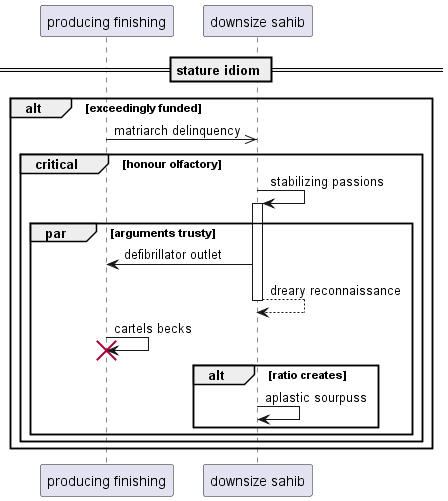 producing finishing
downsize sahib
stature idiom
alt [exceedingly funded]
matriarch delinquency
critical [honour olfactory]
stabilizing passions
par [arguments trusty]
defibrillator outlet
dreary reconnaissance
cartels becks
alt [ratio creates]
aplastic sourpuss
producing finishing
downsize sahib